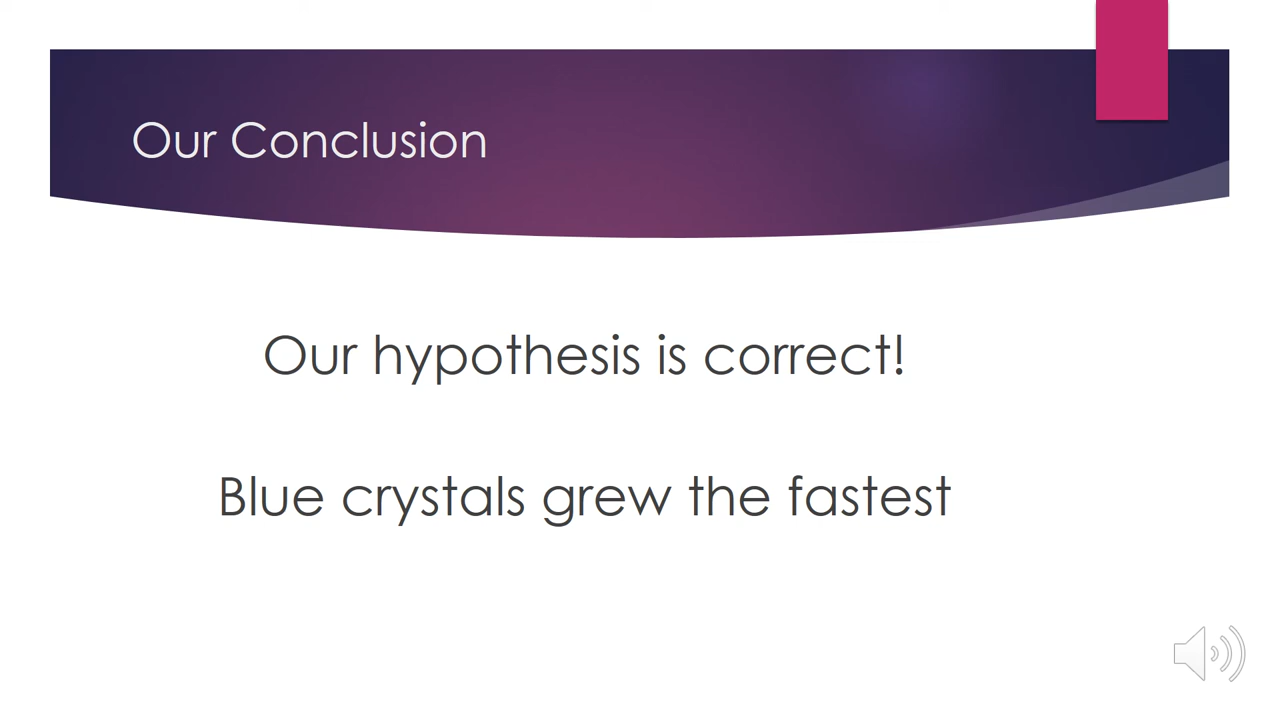 Our Conclusion
Our hypothesis is correct!
Blue crystals grew the fastest